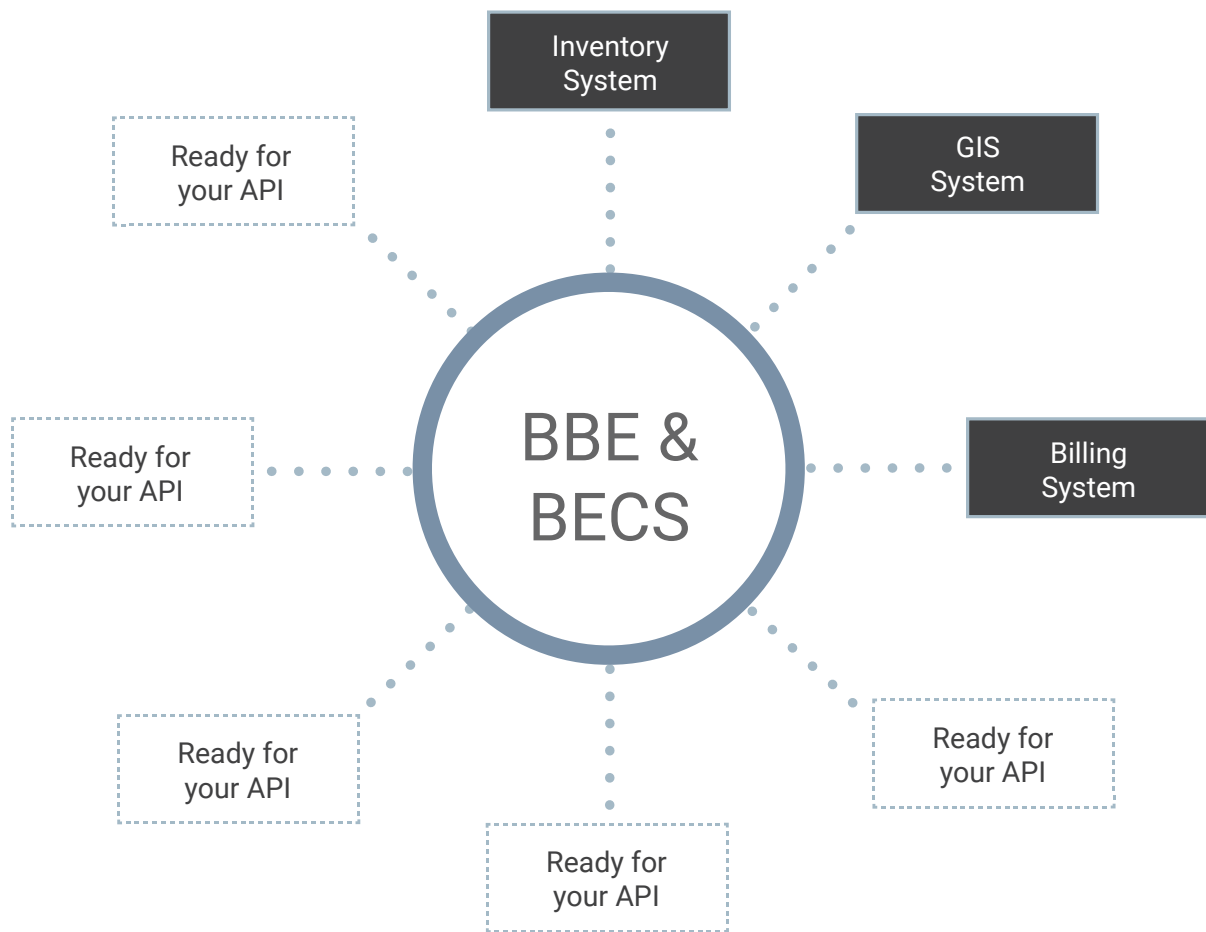 Inventory
System
GIS
System
Ready for
your API
BBE &
BECS
Ready for
your API
Billing
System
Ready for
your API
Ready for
your API
Ready for
your API